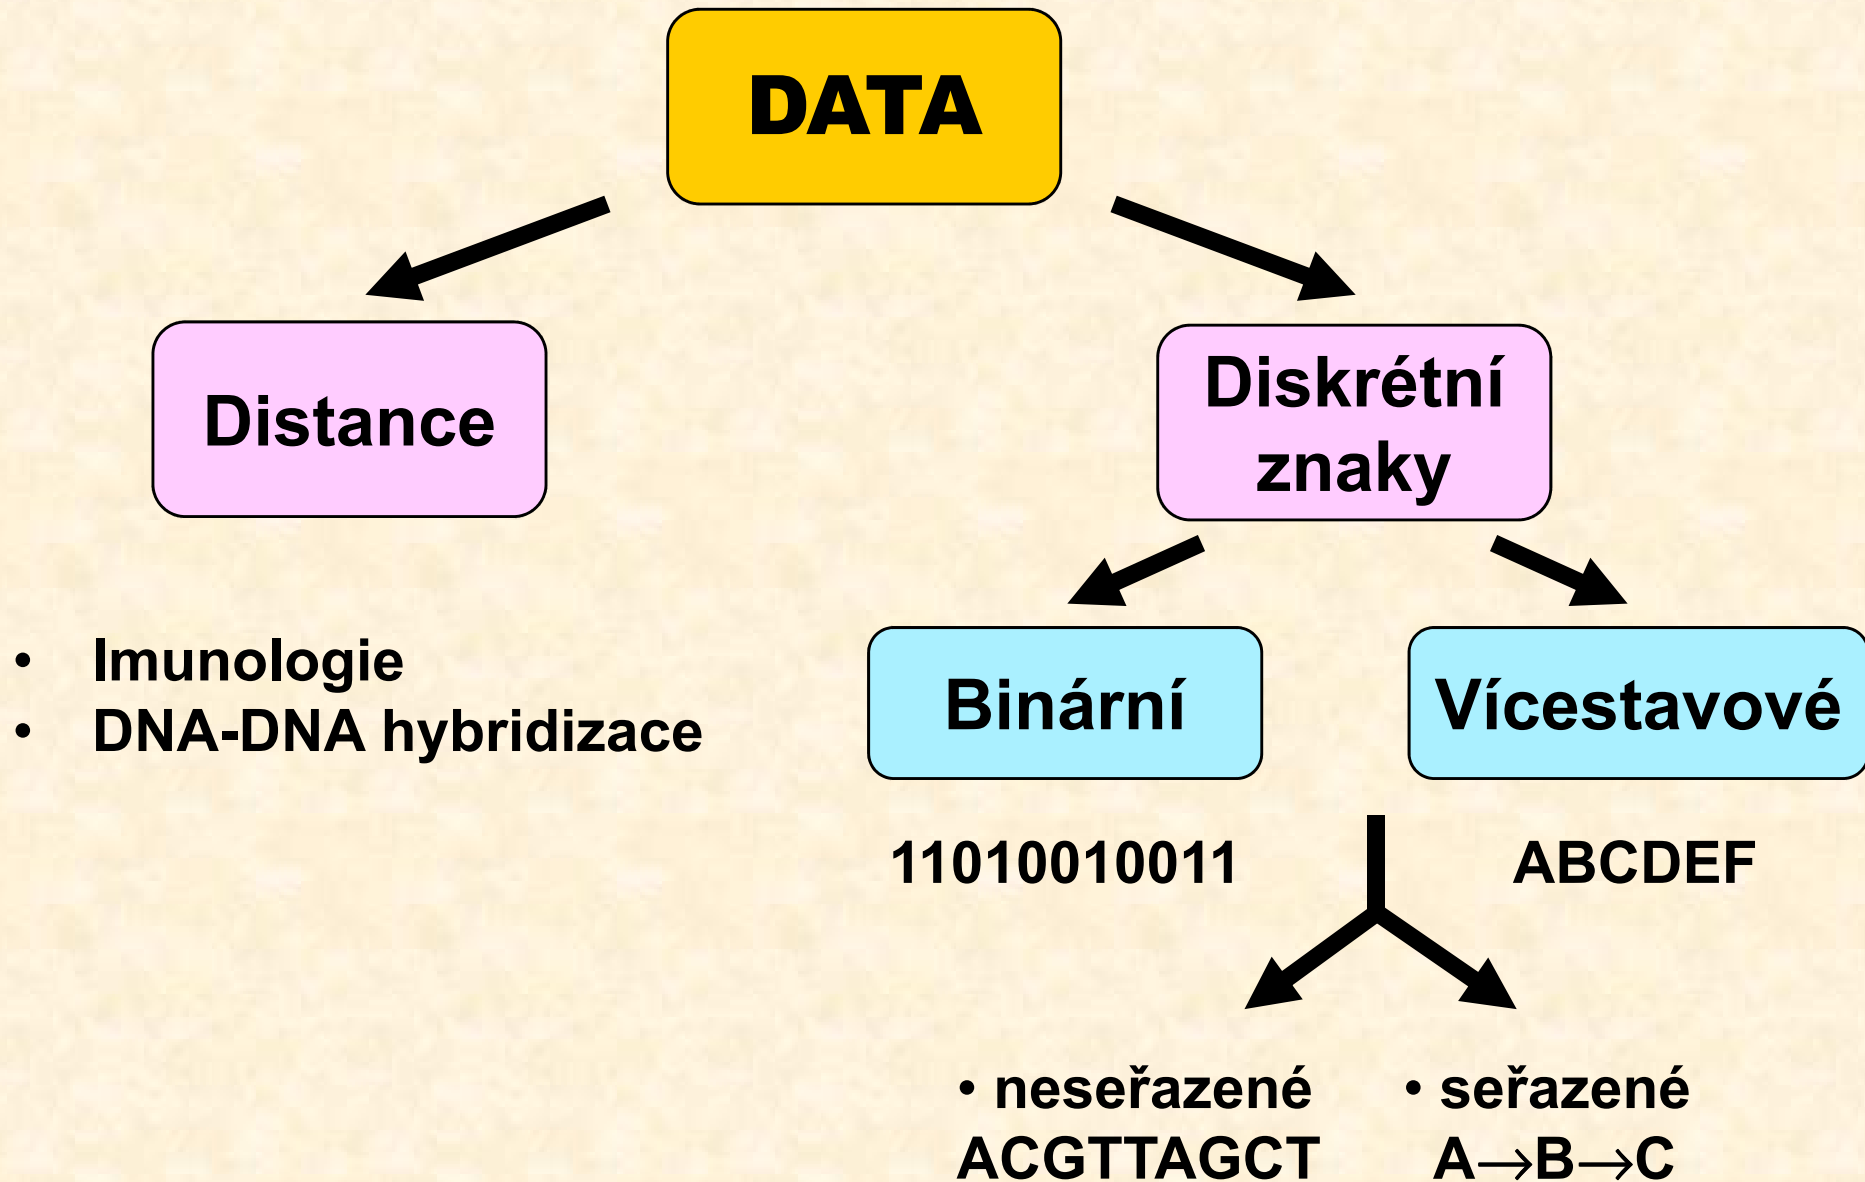 DATA
Distance
Diskrétní
znaky
• Imunologie
• DNA-DNA hybridizace
Binární
Vícestavové
11010010011
ABCDEF
• neseřazené
ACGTTAGCT
• seřazené
A→B→C